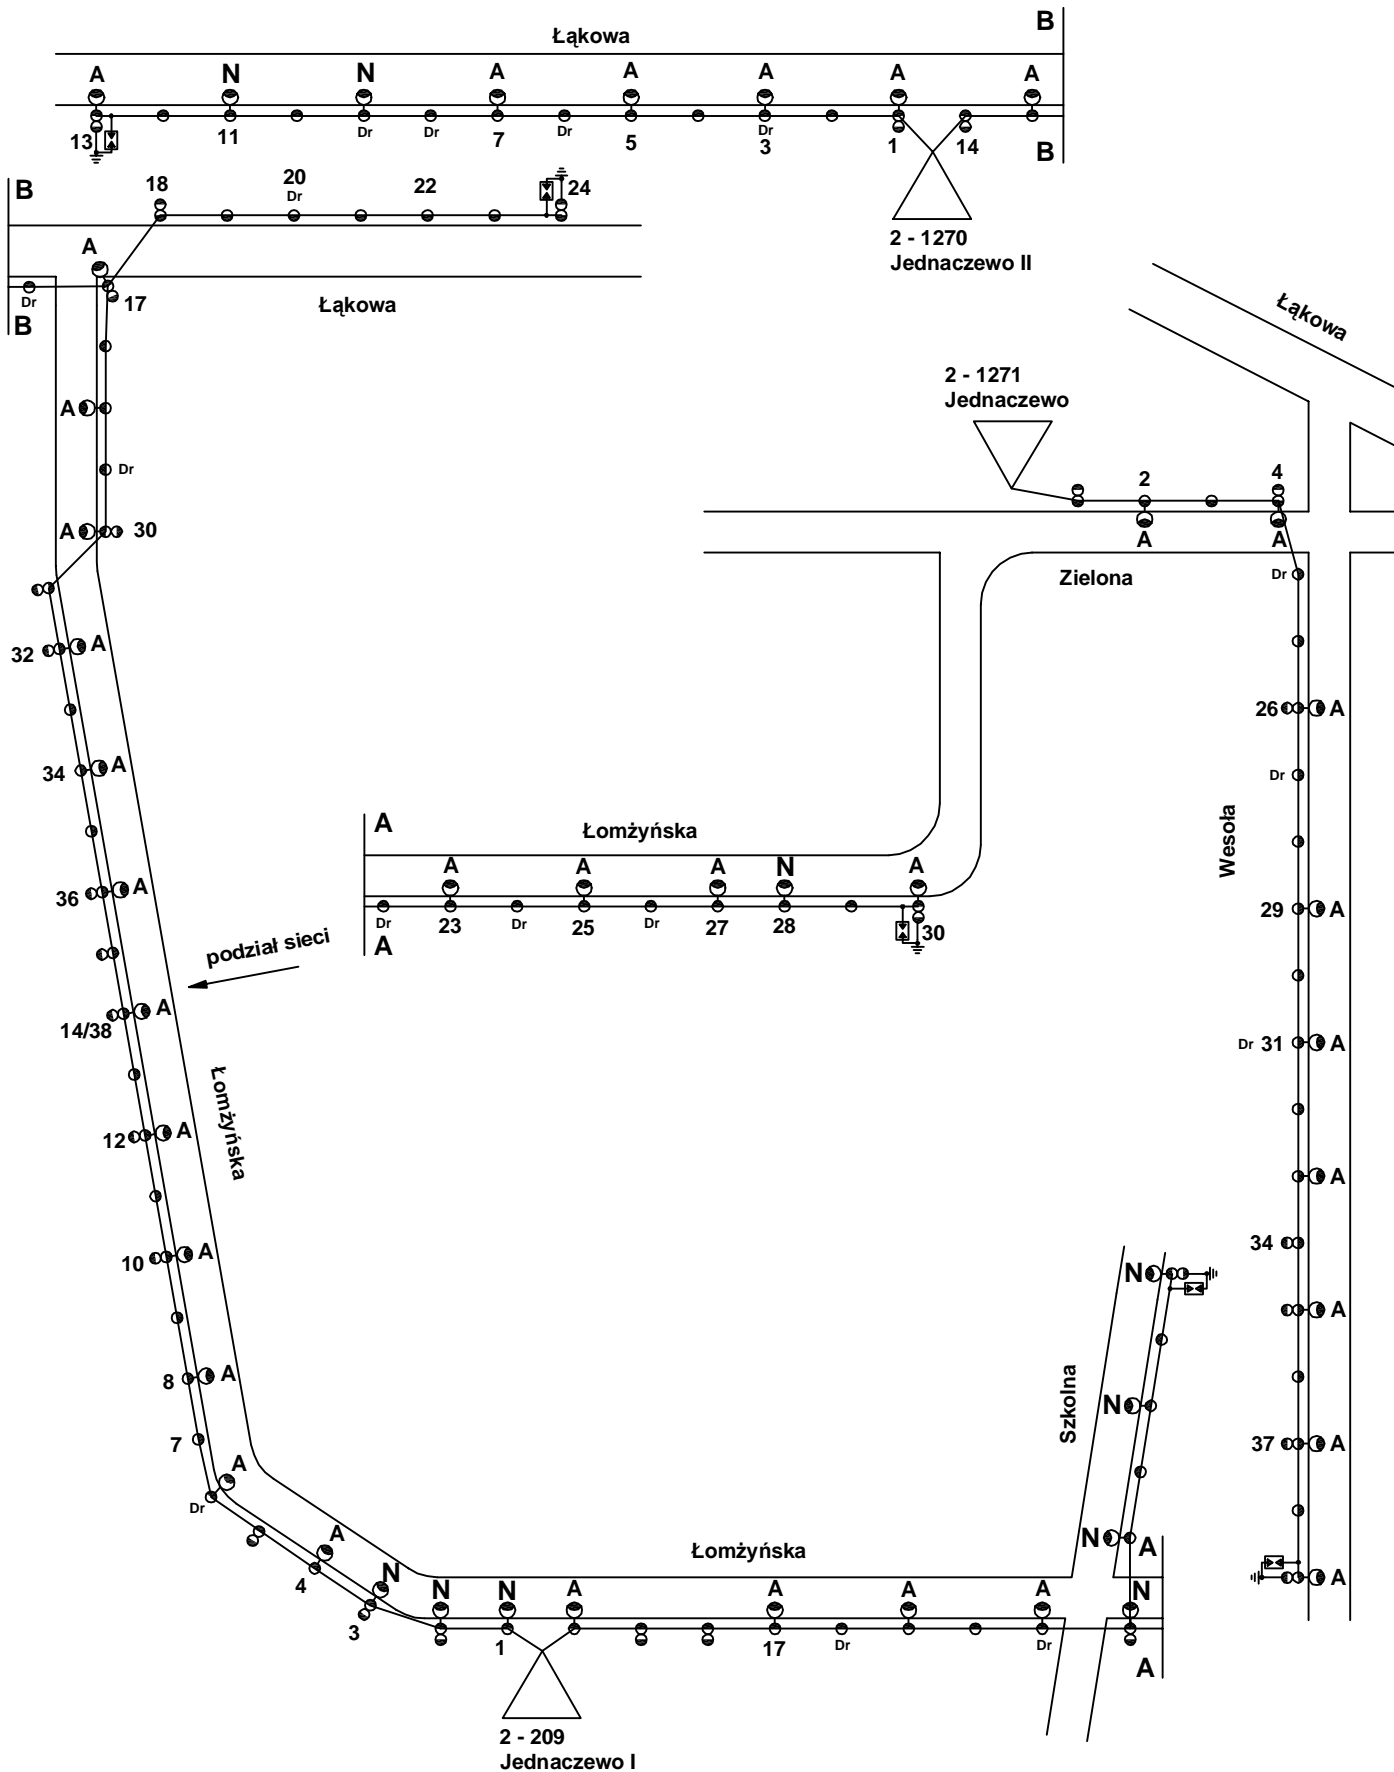 B
Łąkowa
A N N A A A A A
Dr Dr Dr Dr
13 11 7 5 3 1 14
B
B
18 20 22 24
Dr
2 - 1270
Jednaczewo II
A
Dr 17
B
Łąkowa
Łąkowa
A
Dr
A 30
2 - 1271
Jednaczewo
2 4
A A
Zielona
Dr
32 A
34 A
36 A
podział sieci
14/38 A
Łomżyńska
12 A
10 A
8 A
7
A
Dr
A
4
N
3
A
Łomżyńska
A A A N A
Dr Dr Dr
23 25 27 28 30
A
26 A
Dr
Wesoła
29 A
Dr 31 A
A
34
A
37 A
A
N
Szkolna
N
N A
Łomżyńska
N N A A A A N
1 17 Dr Dr
A
2 - 209
Jednaczewo I